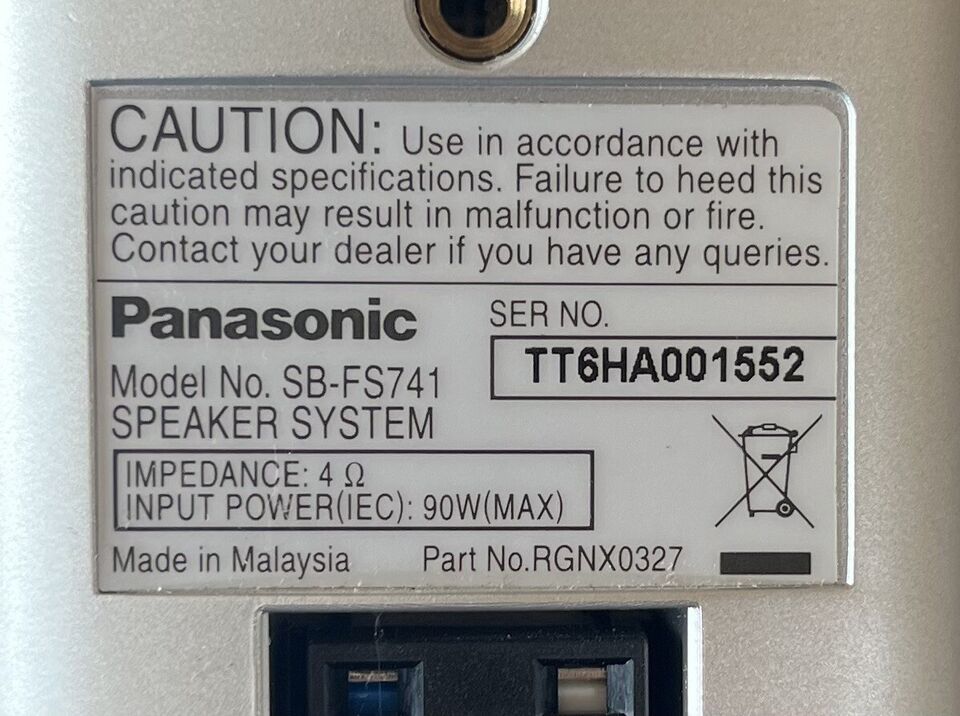 CAUTION: Use in accordance with
indicated specifications. Failure to heed this
caution may result in malfunction or fire.
Contact your dealer if you have any queries.
Panasonic
SER NO.
TT6HA001552
Model No. SB-FS741
SPEAKER SYSTEM
IMPEDANCE: 4 Ω
INPUT POWER(IEC): 90W(MAX)
Made in Malaysia Part No.RGNX0327